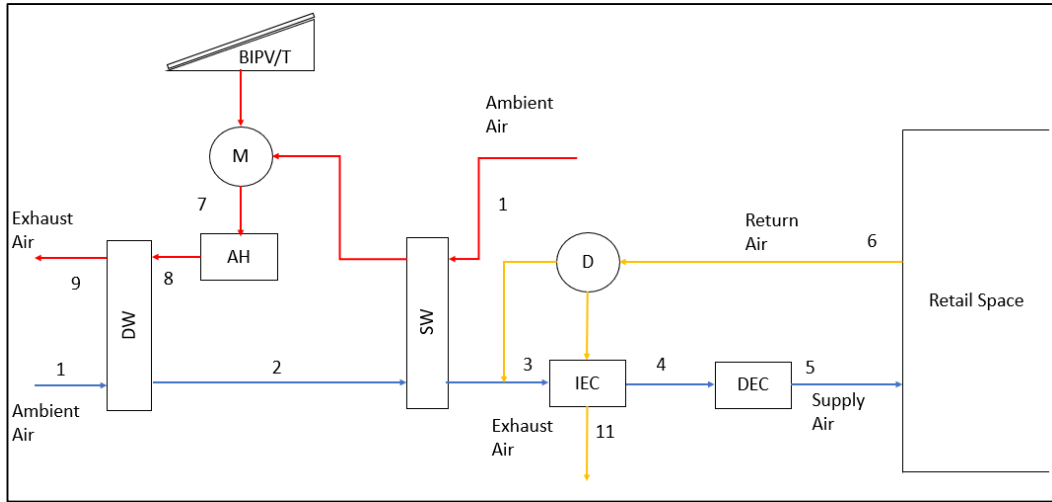 BIPV/T
Ambient
Air
M
7
1
Exhaust
Air
Return
Air
6
AH
D
9
8
DW
SW
Retail Space
1
2
3
IEC
4
DEC
5
Ambient
Air
Exhaust
Air
11
Supply
Air